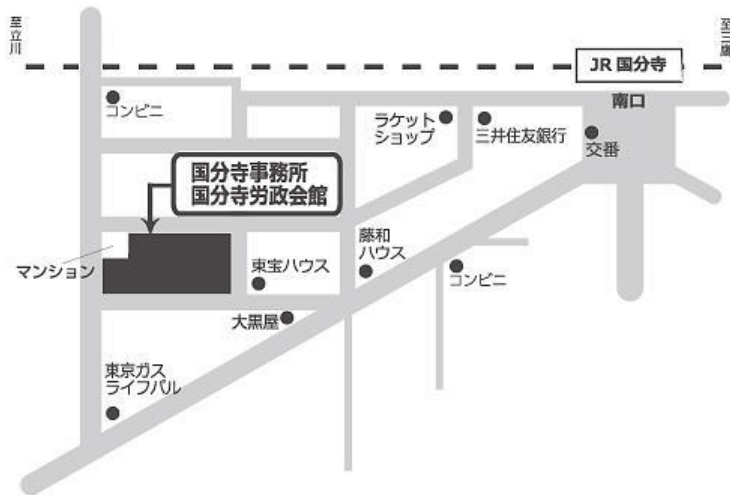 至立川
至三鷹
JR 国分寺
南口
コンビニ
ラケット
ショップ
三井住友銀行
交番
国分寺事務所
国分寺労政会館
マンション
東宝ハウス
藤和
ハウス
コンビニ
大黒屋
東京ガス
ライフバル